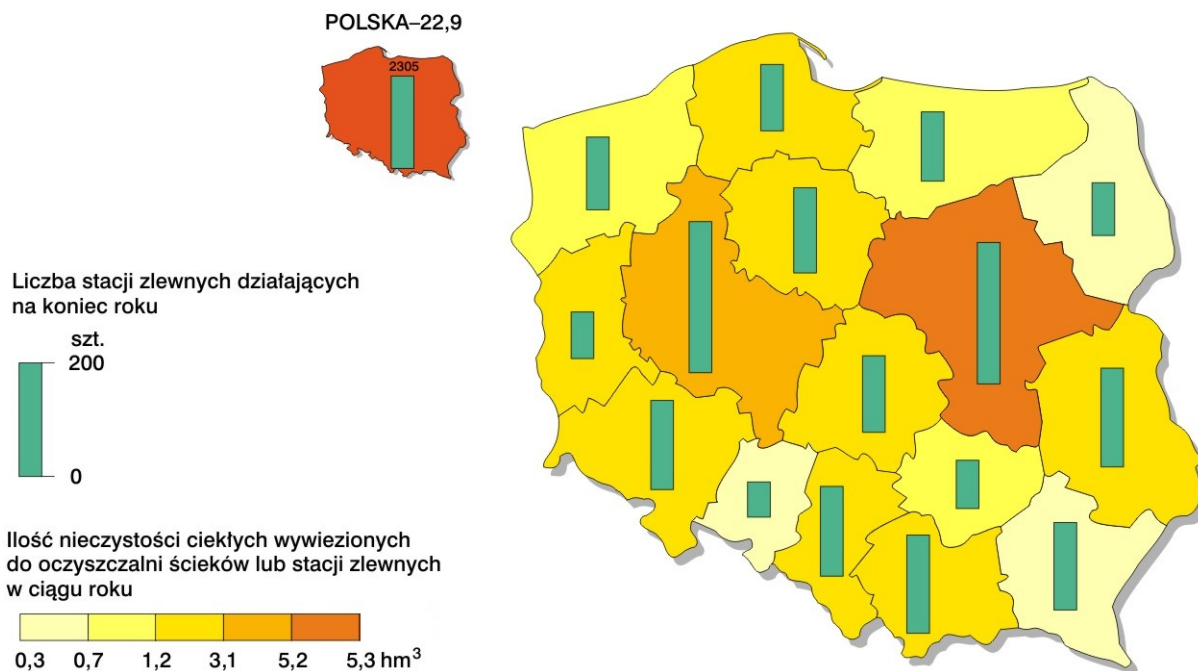 POLSKA–22,9
2305
Liczba stacji zlewnych działających
na koniec roku
szt.
200
0
Ilość nieczystości ciekłych wywiezionych
do oczyszczalni ścieków lub stacji zlewnych
w ciągu roku
0,3 0,7 1,2 3,1 5,2 5,3 hm³